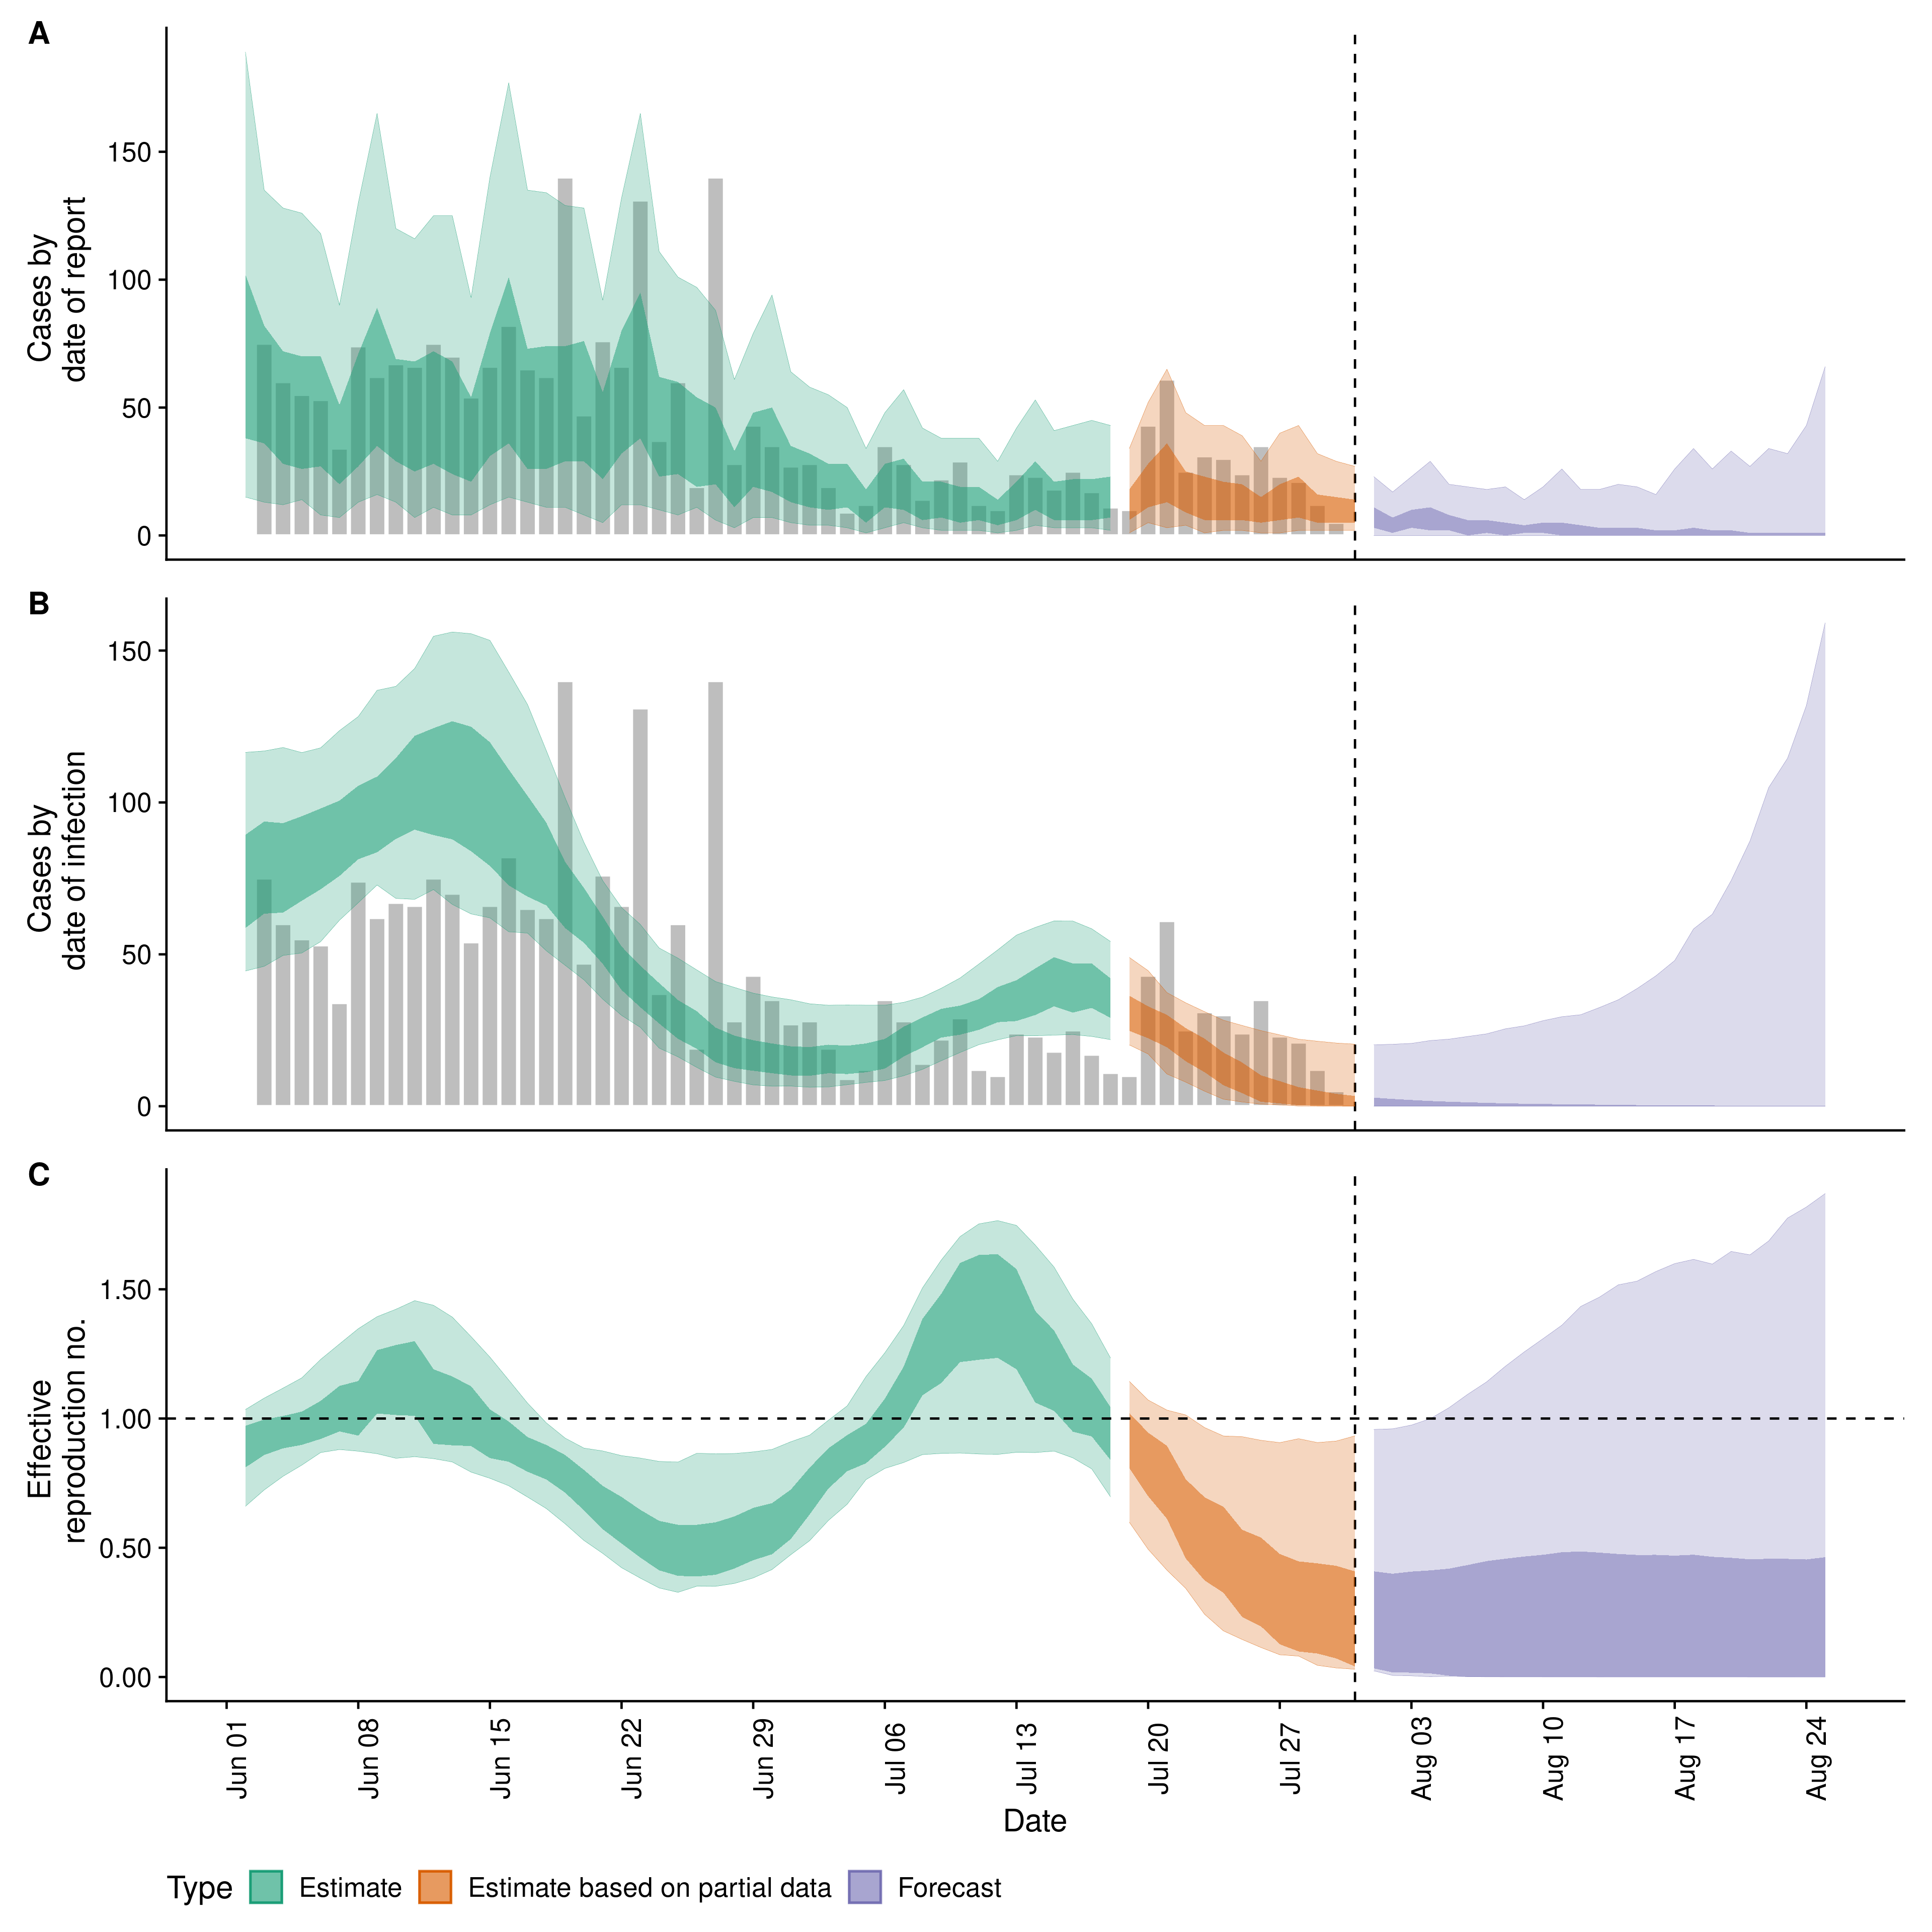 A
Cases by
date of report
150
100
50
0
B
Cases by
date of infection
150
100
50
0
C
Effective
reproduction no.
1.50
1.00
0.50
0.00
Jun 01
Jun 08
Jun 15
Jun 22
Jun 29
Jul 06
Jul 13
Jul 20
Jul 27
Aug 03
Aug 10
Aug 17
Aug 24
Date
Type Estimate Estimate based on partial data Forecast